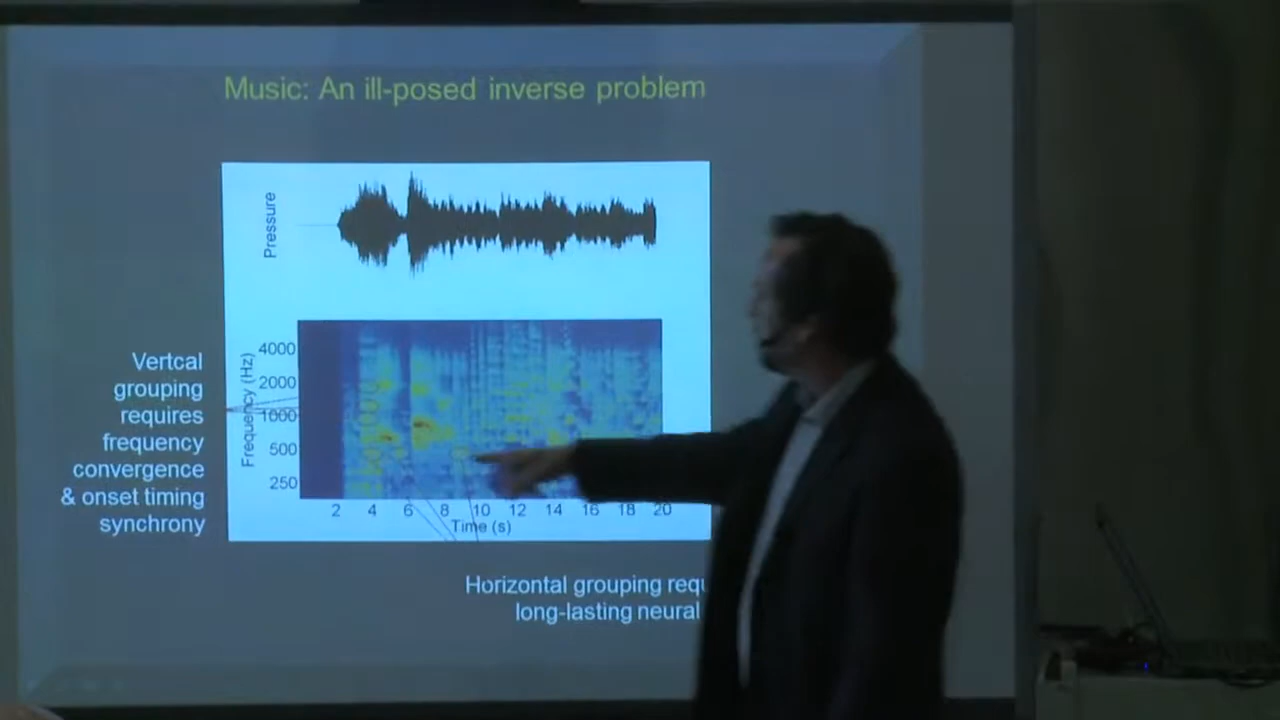 Music: An ill-posed inverse problem
Pressure
Vertcal
grouping
requires
frequency
convergence
& onset timing
synchrony
Frequency (Hz)
4000
2000
1000
500
250
2 4 6 8 10 12 14 16 18 20
Time (s)
Horizontal grouping
long-lasting neural